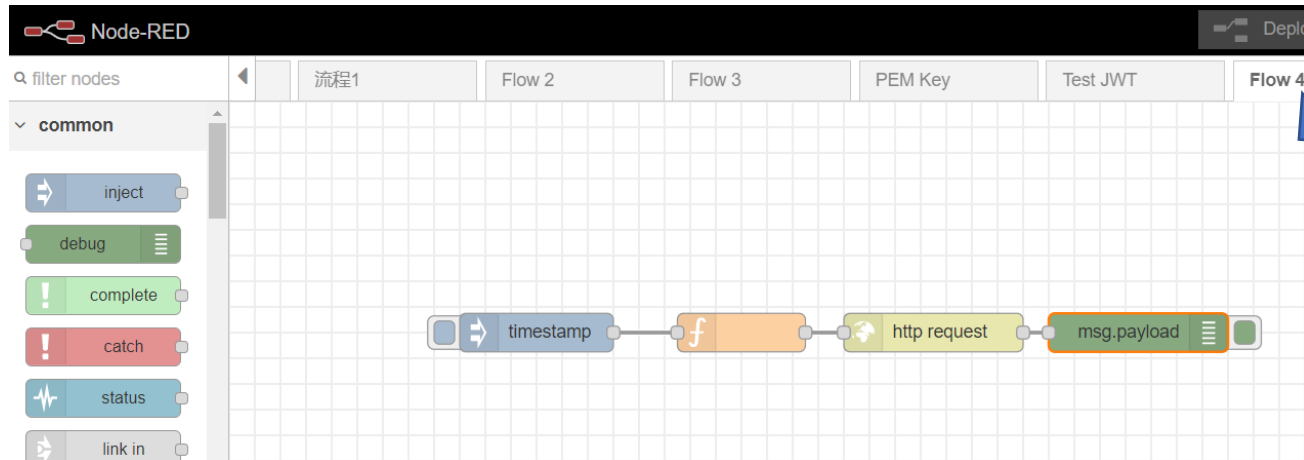 Node-RED
Deplo
filter nodes
流程1
Flow 2
Flow 3
PEM Key
Test JWT
Flow 4
common
inject
debug
complete
catch
status
link in
timestamp
http request
msg.payload